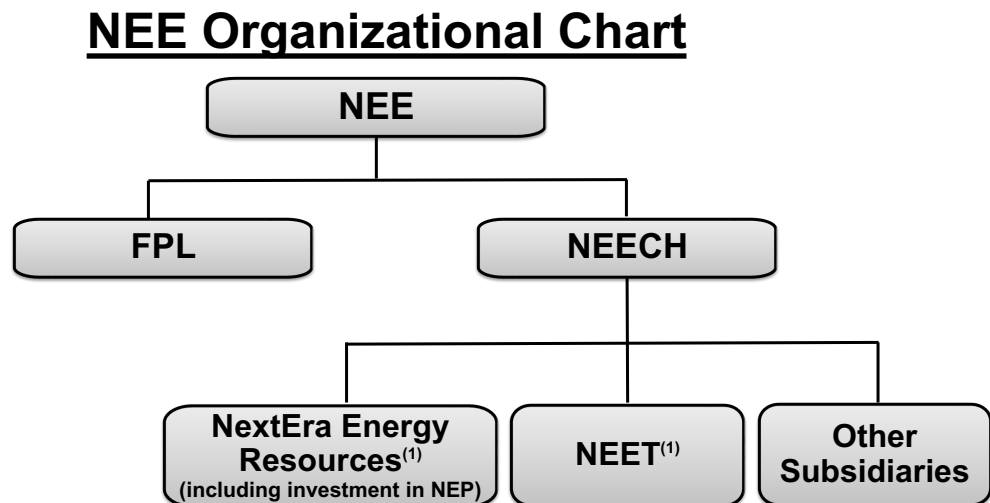 NEE Organizational Chart
NEE
FPL
NEECH
NextEra Energy
Resources(1)
(including investment in NEP)
NEET(1)
Other
Subsidiaries